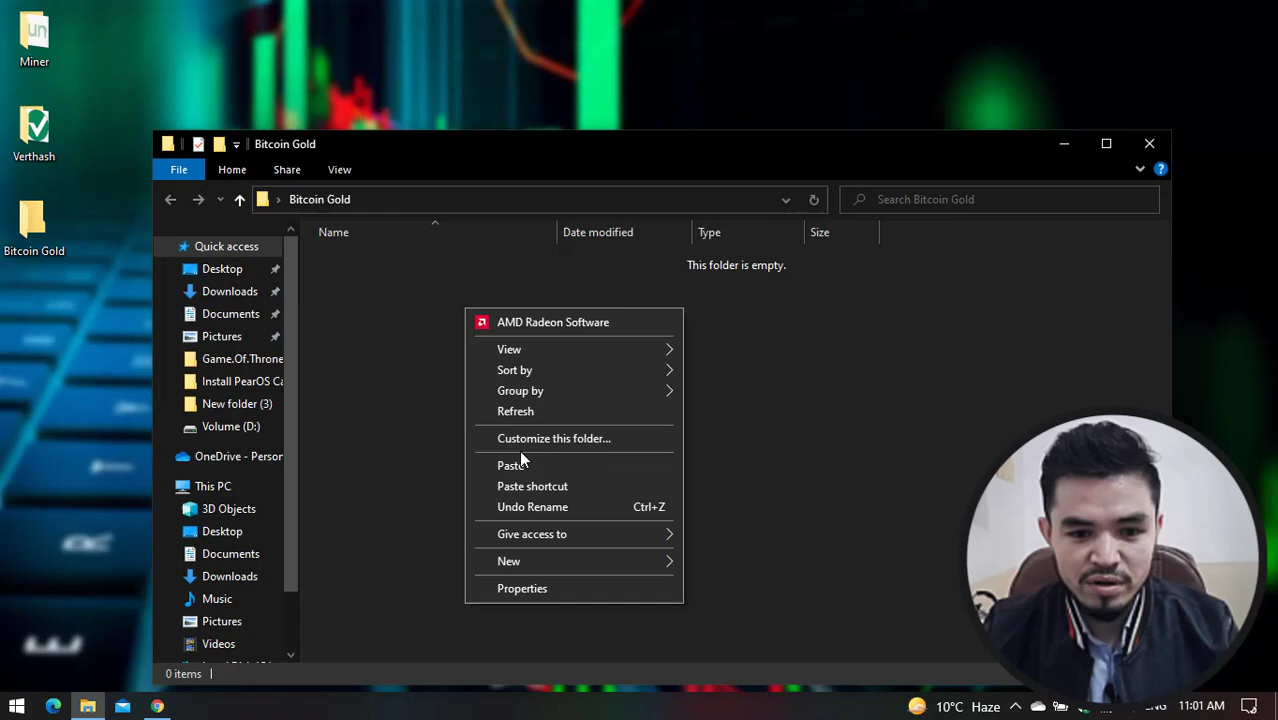 un
Miner
Verthash
Bitcoin Gold
Bitcoin Gold
File
Home
Share
View
Bitcoin Gold
Search Bitcoin Gold
Name
Date modified
Type
Size
This folder is empty.
Quick access
Desktop
Downloads
Documents
Pictures
Game.Of.Throne
Install PearOS Ca
New folder (3)
Volume (D:)
OneDrive - Person
This PC
3D Objects
Desktop
Documents
Downloads
Music
Pictures
Videos
AMD Radeon Software
View
Sort by
Group by
Refresh
Customize this folder...
Paste
Paste shortcut
Undo Rename Ctrl+Z
Give access to
New
Properties
0 items
10°C Haze
ENG
11:01 AM